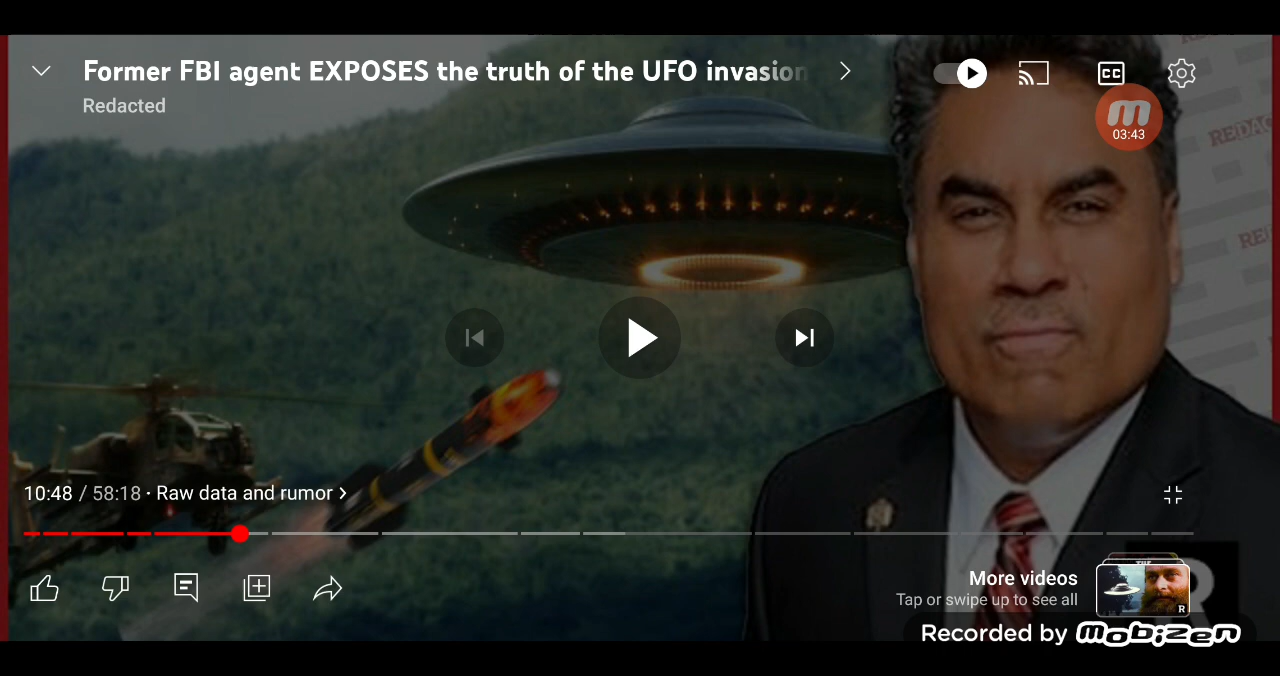 Former FBI agent EXPOSES the truth of the UFO invasion
Redacted
CC
03:43
10:48 / 58:18 · Raw data and rumor
More videos
Tap or swipe up to see all
R
Recorded by mobizen